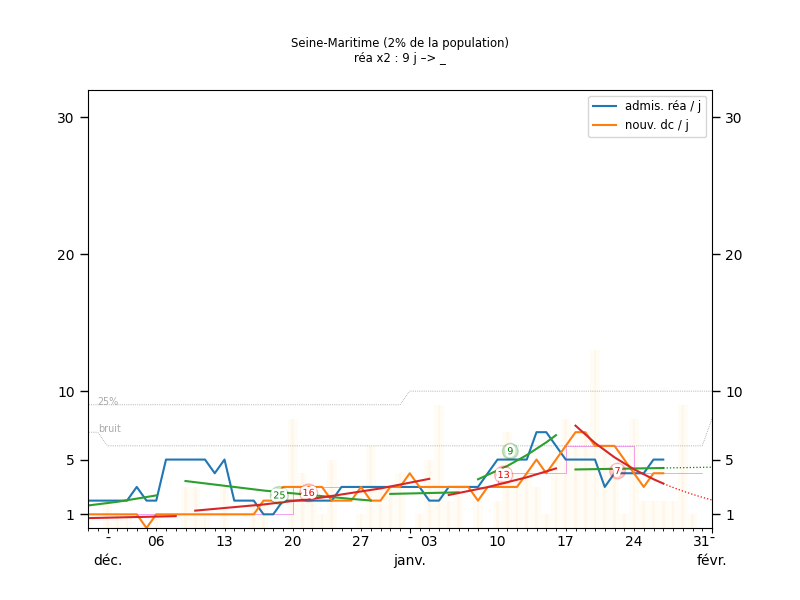 Seine-Maritime (2% de la population)
réa x2 : 9 j –> _
admis. réa / j
nouv. dc / j
30 30
20 20
10 10
25%
bruit
9
5 5
13 7
25 16
1 1
- 06 13 20 27 - 03 10 17 24 31 -
déc. janv. févr.